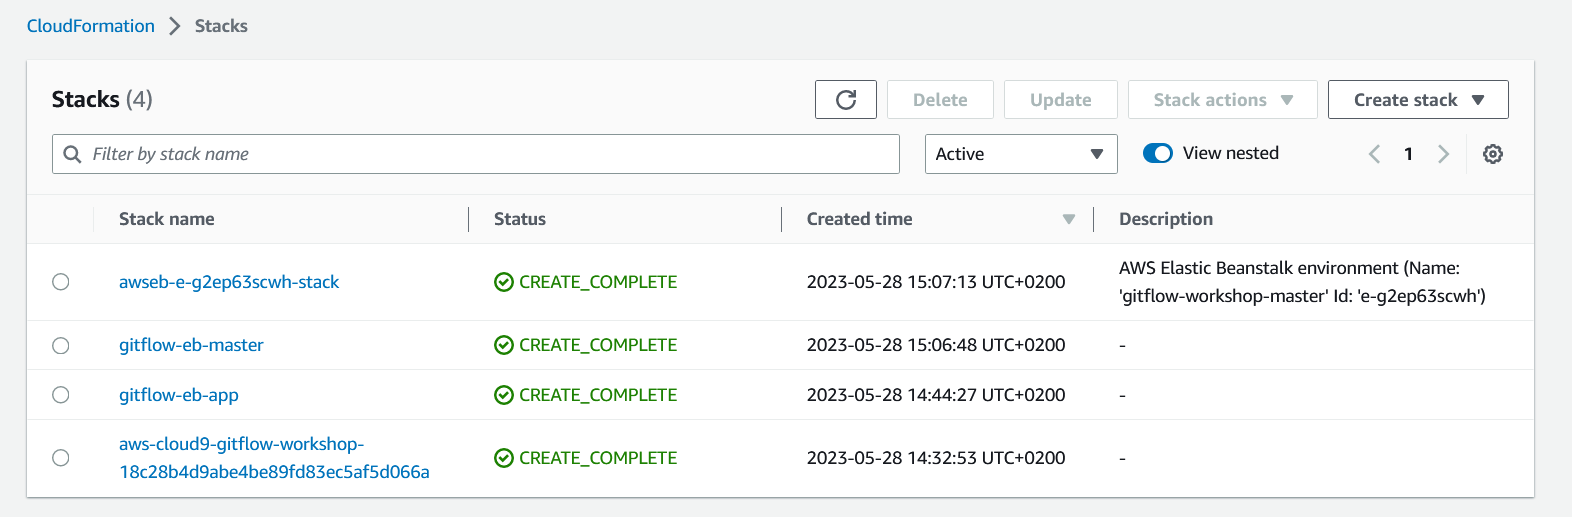 CloudFormation > Stacks
Stacks (4)
Delete
Update
Stack actions
Create stack
Filter by stack name
Active
View nested
1
Stack name
Status
Created time
Description
awseb-e-g2ep63scwh-stack
CREATE_COMPLETE
2023-05-28 15:07:13 UTC+0200
AWS Elastic Beanstalk environment (Name:
'gitflow-workshop-master' Id: 'e-g2ep63scwh')
gitflow-eb-master
CREATE_COMPLETE
2023-05-28 15:06:48 UTC+0200
-
gitflow-eb-app
CREATE_COMPLETE
2023-05-28 14:44:27 UTC+0200
-
aws-cloud9-gitflow-workshop-
18c28b4d9abe4be89fd83ec5af5d066a
CREATE_COMPLETE
2023-05-28 14:32:53 UTC+0200
-